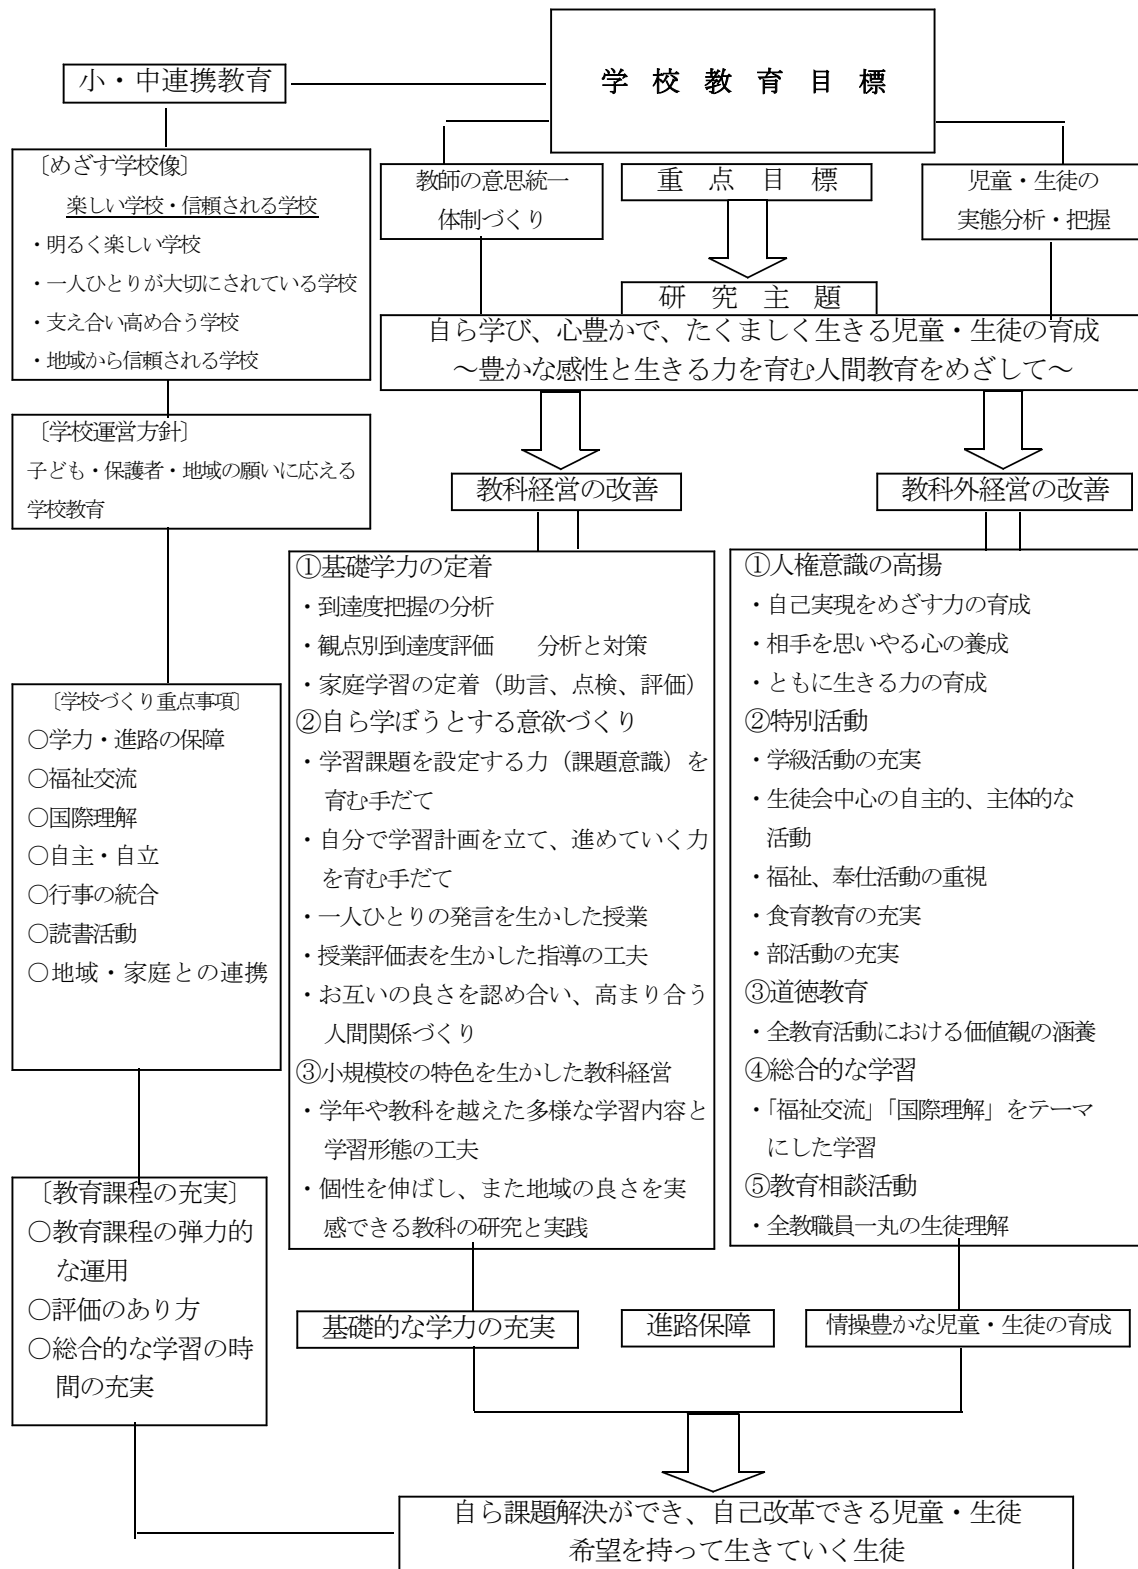 学校教育目標
小・中連携教育
〔めざす学校像〕
楽しい学校・信頼される学校
・明るく楽しい学校
・一人ひとりが大切にされている学校
・支え合い高め合う学校
・地域から信頼される学校
教師の意思統一
体制づくり
重点目標
児童・生徒の
実態分析・把握
研究主題
自ら学び、心豊かで、たくましく生きる児童・生徒の育成
～豊かな感性と生きる力を育む人間教育をめざして～
〔学校運営方針〕
子ども・保護者・地域の願いに応える
学校教育
教科経営の改善
教科外経営の改善
①基礎学力の定着
・到達度把握の分析
・観点別到達度評価　　分析と対策
・家庭学習の定着（助言、点検、評価）
②自ら学ぼうとする意欲づくり
・学習課題を設定する力（課題意識）を
育む手だて
・自分で学習計画を立て、進めていく力
を育む手だて
・一人ひとりの発言を生かした授業
・授業評価表を生かした指導の工夫
・お互いの良さを認め合い、高まり合う
人間関係づくり
③小規模校の特色を生かした教科経営
・学年や教科を越えた多様な学習内容と
学習形態の工夫
・個性を伸ばし、また地域の良さを実
感できる教科の研究と実践
①人権意識の高揚
・自己実現をめざす力の育成
・相手を思いやる心の養成
・ともに生きる力の育成
②特別活動
・学級活動の充実
・生徒会中心の自主的、主体的な
活動
・福祉、奉仕活動の重視
・食育教育の充実
・部活動の充実
③道徳教育
・全教育活動における価値観の涵養
④総合的な学習
・「福祉交流」「国際理解」をテーマ
にした学習
⑤教育相談活動
・全教職員一丸の生徒理解
〔学校づくり重点事項〕
○学力・進路の保障
○福祉交流
○国際理解
○自主・自立
○行事の統合
○読書活動
○地域・家庭との連携
〔教育課程の充実〕
○教育課程の弾力的
な運用
○評価のあり方
○総合的な学習の時
間の充実
基礎的な学力の充実
進路保障
情操豊かな児童・生徒の育成
自ら課題解決ができ、自己改革できる児童・生徒
希望を持って生きていく生徒